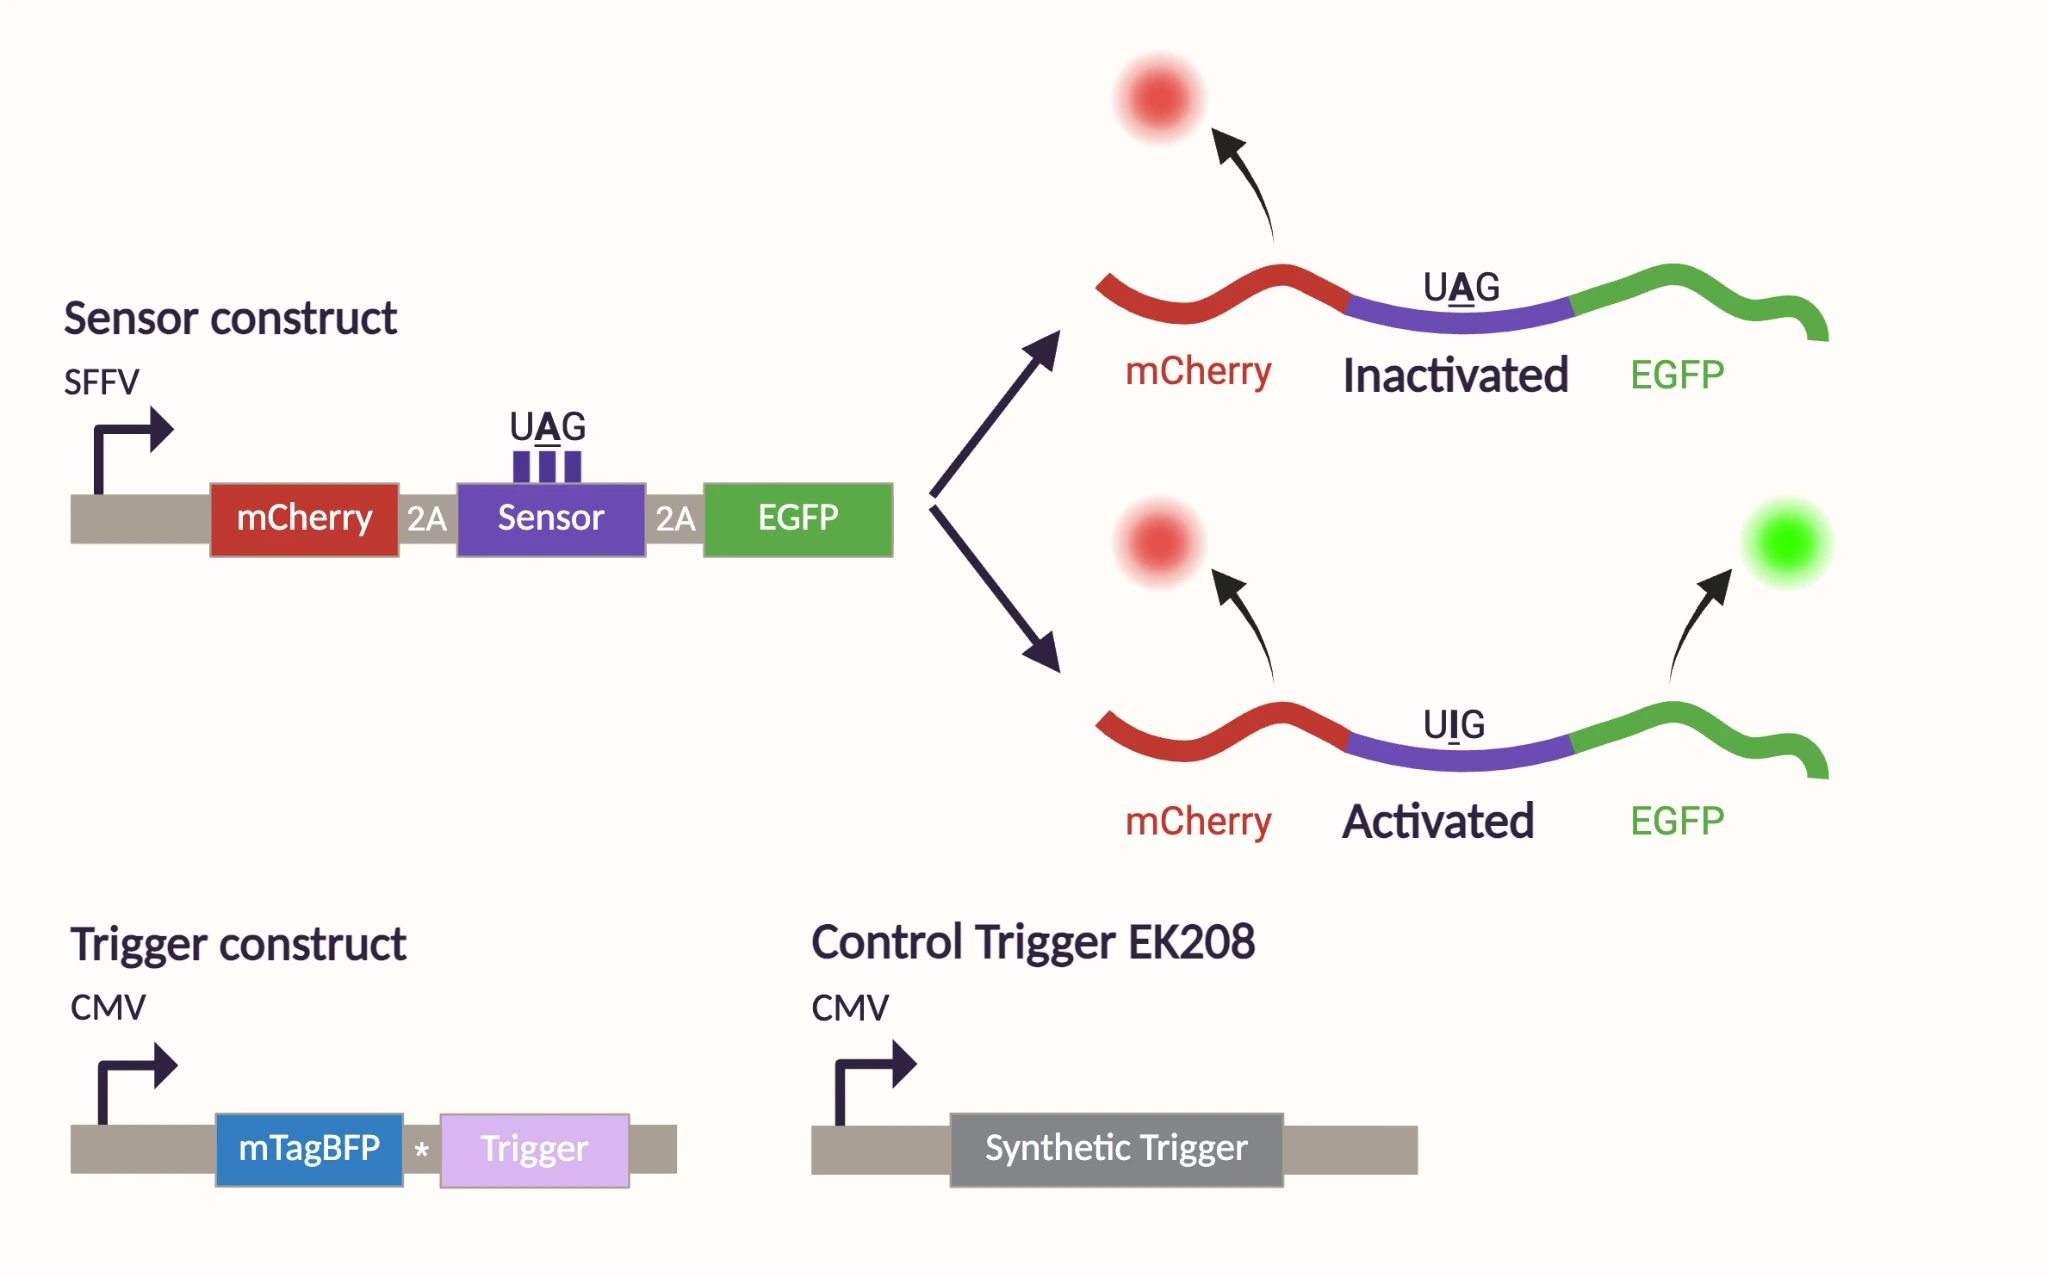 Sensor construct
SFFV
UAG
mCherry 2A Sensor 2A EGFP
UAG
mCherry Inactivated EGFP
UIG
mCherry Activated EGFP
Trigger construct
CMV
mTagBFP * Trigger
Control Trigger EK208
CMV
Synthetic Trigger